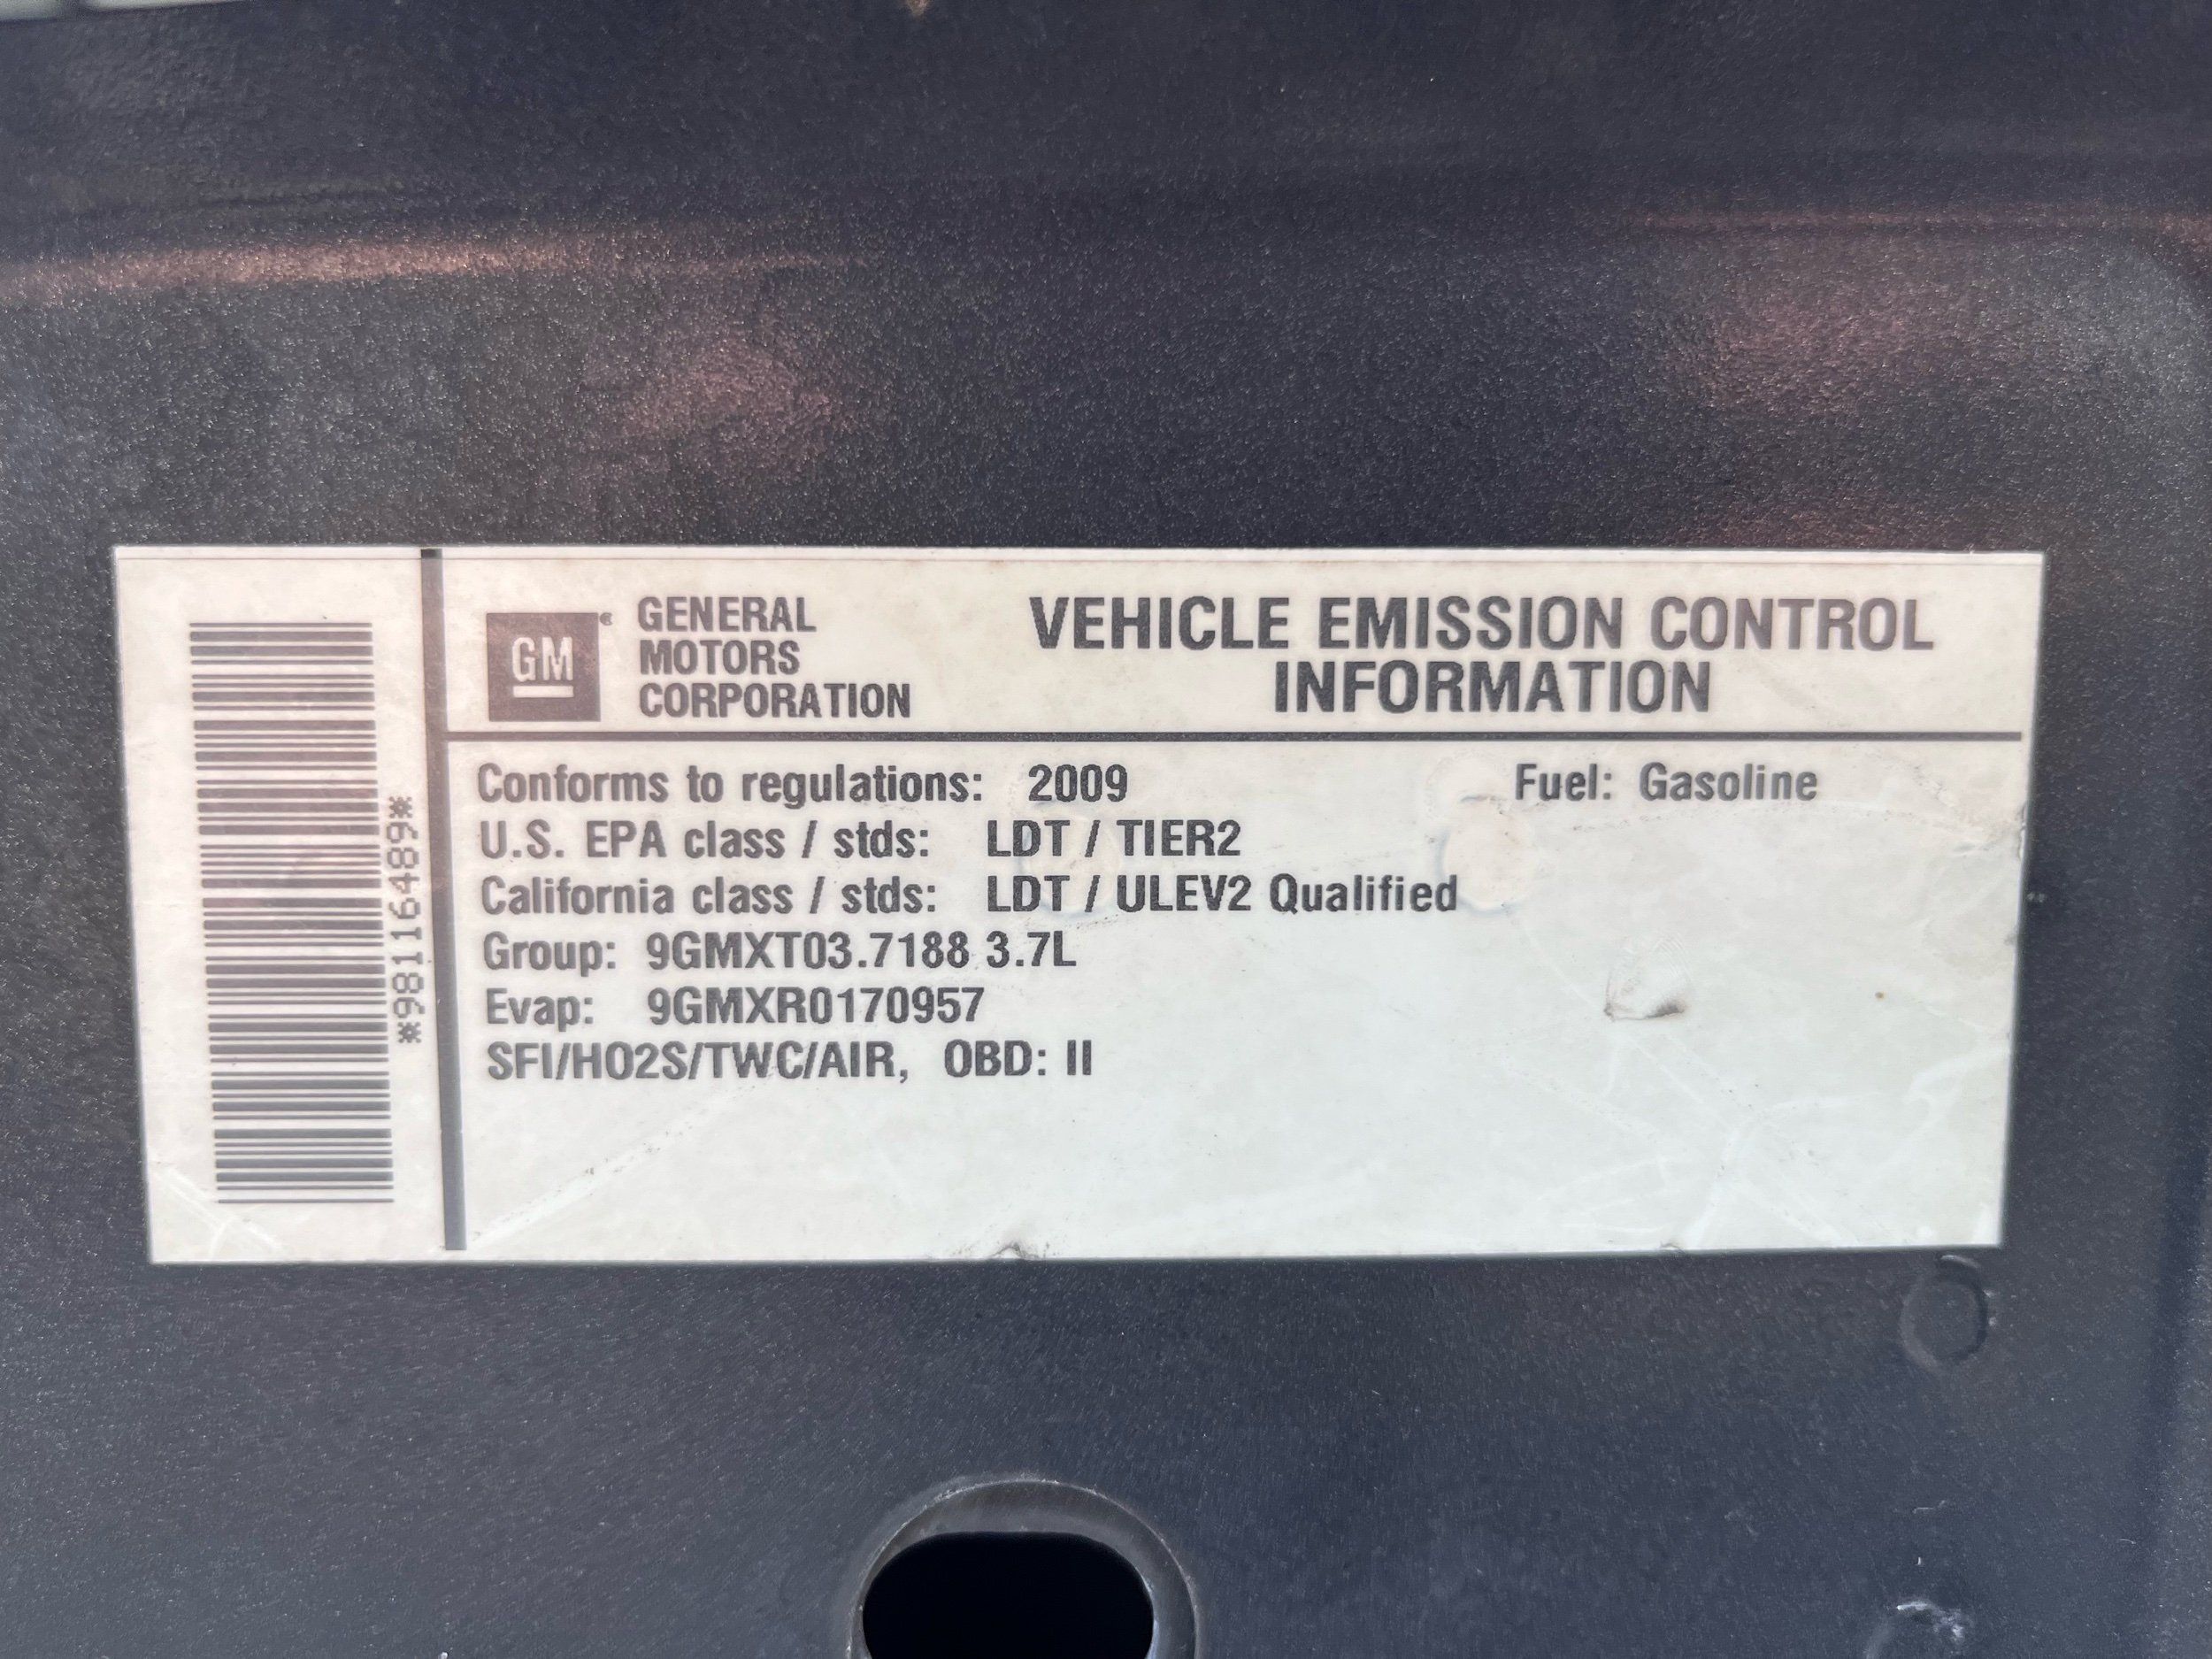 *98116489*
GM
GENERAL
MOTORS
CORPORATION
VEHICLE EMISSION CONTROL
INFORMATION
Conforms to regulations: 2009 Fuel: Gasoline
U.S. EPA class / stds: LDT / TIER2
California class / stds: LDT / ULEV2 Qualified
Group: 9GMXT03.7188 3.7L
Evap: 9GMXR0170957
SFI/HO2S/TWC/AIR, OBD: II